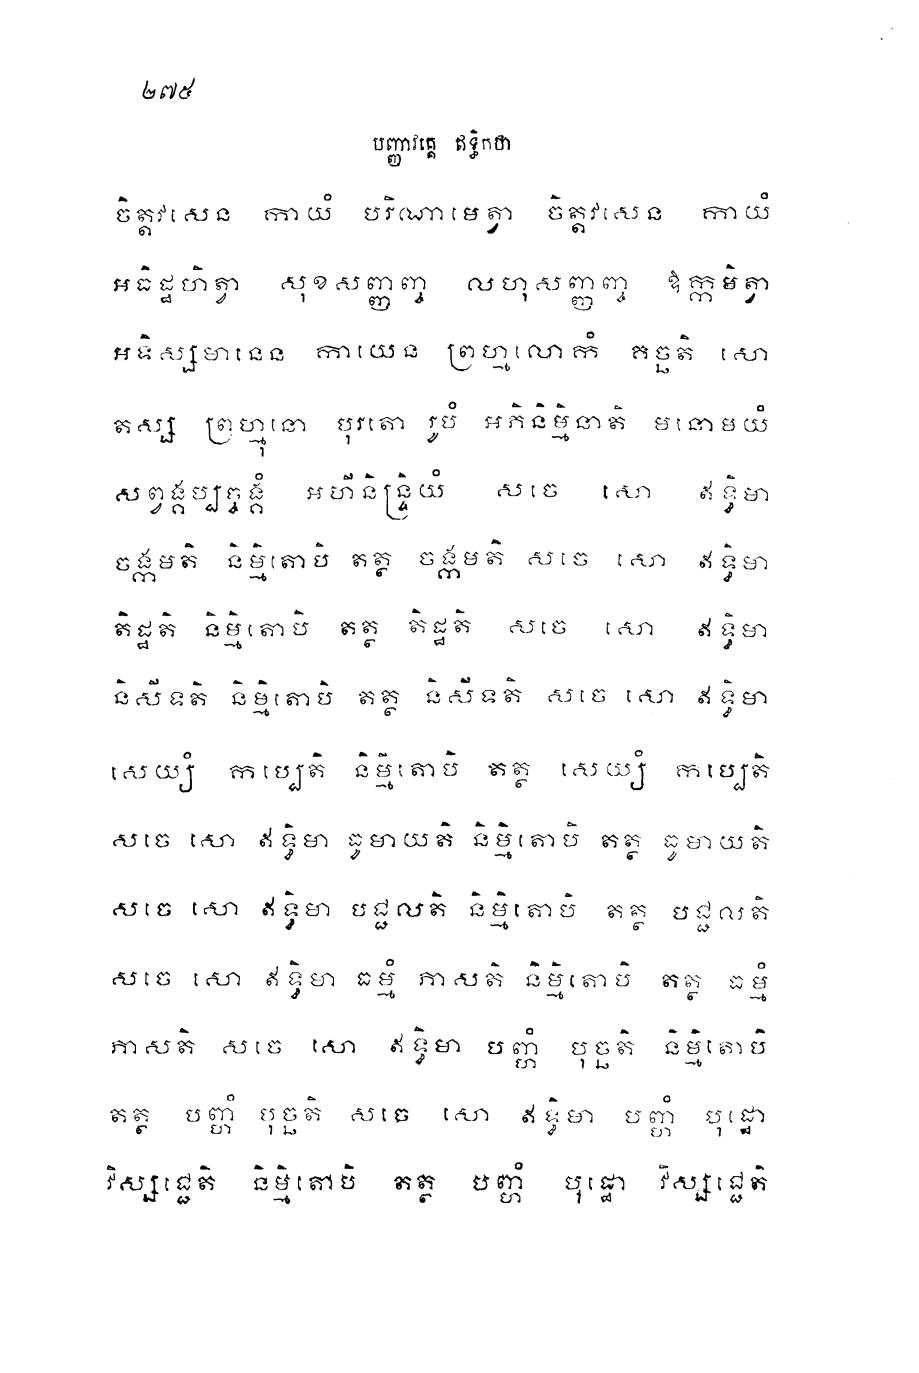 ២៧៥
បញ្ញាវគ្គេ ឥទ្ធិកថា
ចិត្តវសេន កាយំ បរិណាមេត្វា ចិត្តវសេន កាយំ
អធិដ្ឋហិត្វា សុខសញ្ញញ្ច លហុសញ្ញញ្ច ឱក្កមិត្វា
អទិស្សមានេន កាយេន ព្រហ្មលោកំ គច្ឆតិ សោ
តស្ស ព្រហ្មុនោ បុរតោ រូបំ អភិនិម្មិនាតិ មនោមយំ
សព្វង្គប្បច្ចង្គំ អហីនិន្ទ្រិយំ សចេ សោ ឥទ្ធិមា
ចង្កមតិ និម្មិតោបិ តត្ថ ចង្កមតិ សចេ សោ ឥទ្ធិមា
តិដ្ឋតិ និម្មិតោបិ តត្ថ តិដ្ឋតិ សចេ សោ ឥទ្ធិមា
និសីទតិ និម្មិតោបិ តត្ថ និសីទតិ សចេ សោ ឥទ្ធិមា
សេយ្យំ កប្បេតិ និម្មិតោបិ តត្ថ សេយ្យំ កប្បេតិ
សចេ សោ ឥទ្ធិមា ធូមាយតិ និម្មិតោបិ តត្ថ ធូមាយតិ
សចេ សោ ឥទ្ធិមា បជ្ជលតិ និម្មិតោបិ តត្ថ បជ្ជលតិ
សចេ សោ ឥទ្ធិមា ធម្មំ ភាសតិ និម្មិតោបិ តត្ថ ធម្មំ
ភាសតិ សចេ សោ ឥទ្ធិមា បញ្ហំ បុច្ឆតិ និម្មិតោបិ
តត្ថ បញ្ហំ បុច្ឆតិ សចេ សោ ឥទ្ធិមា បញ្ហំ បុដ្ឋោ
វិស្សជ្ជេតិ និម្មិតោបិ តត្ថ បញ្ហំ បុដ្ឋោ វិស្សជ្ជេតិ